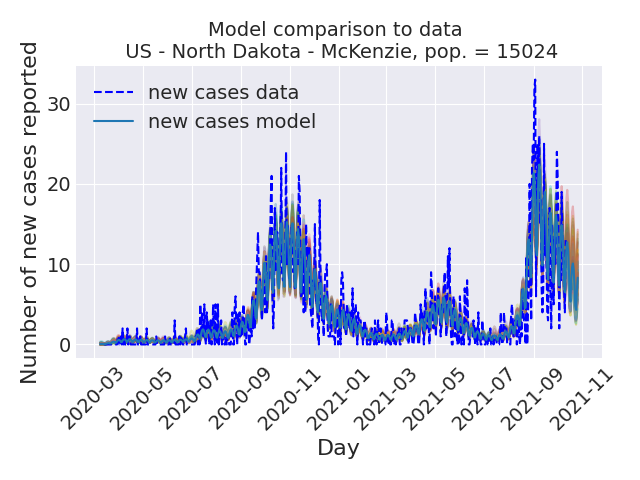 Model comparison to data
US - North Dakota - McKenzie, pop. = 15024
Number of new cases reported
new cases data
new cases model
30
20
10
0
2020-03
2020-05
2020-07
2020-09
2020-11
2021-01
2021-03
2021-05
2021-07
2021-09
2021-11
Day